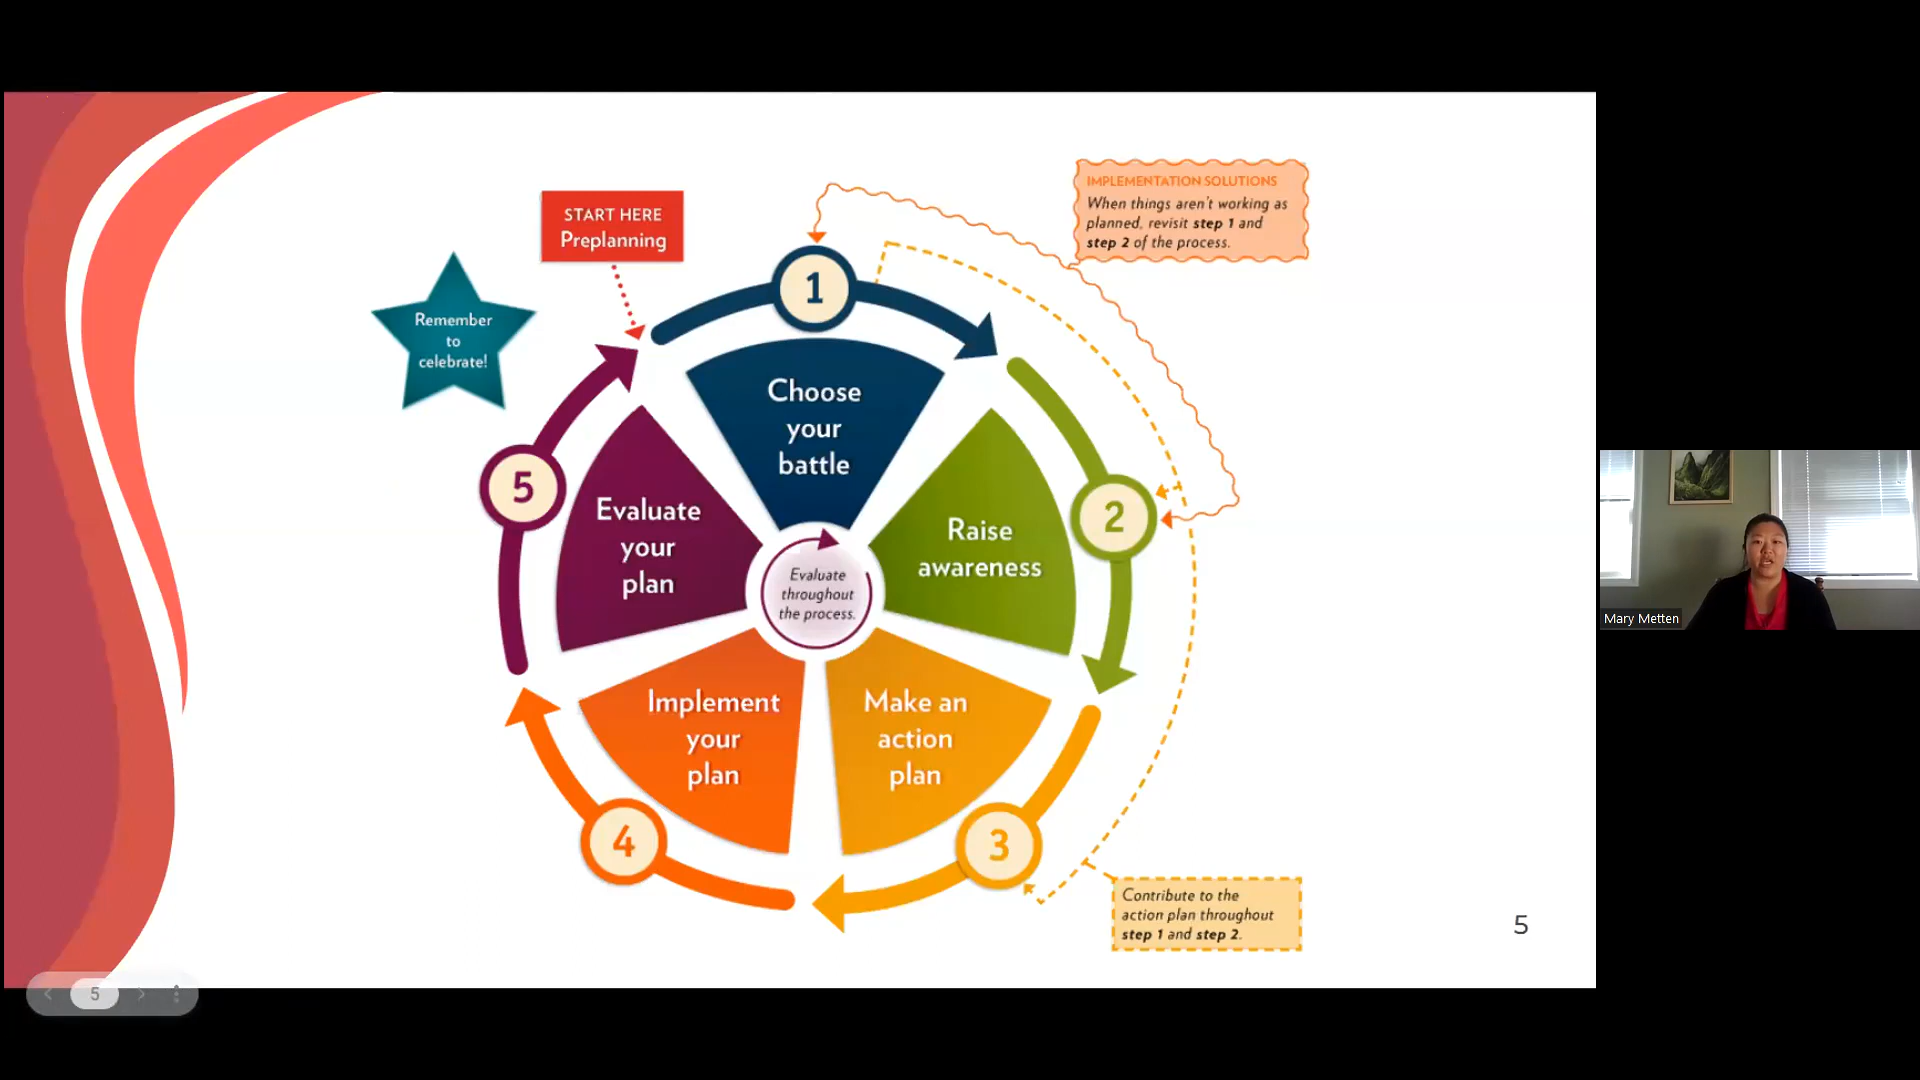 START HERE
Preplanning
Remember
to
celebrate!
IMPLEMENTATION SOLUTIONS
When things aren't working as
planned, revisit step 1 and
step 2 of the process.
1
Choose
your
battle
2
Raise
awareness
3
Make an
action
plan
4
Implement
your
plan
5
Evaluate
your
plan
Evaluate
throughout
the process.
Contribute to the
action plan throughout
step 1 and step 2.
5
5
Mary Metten